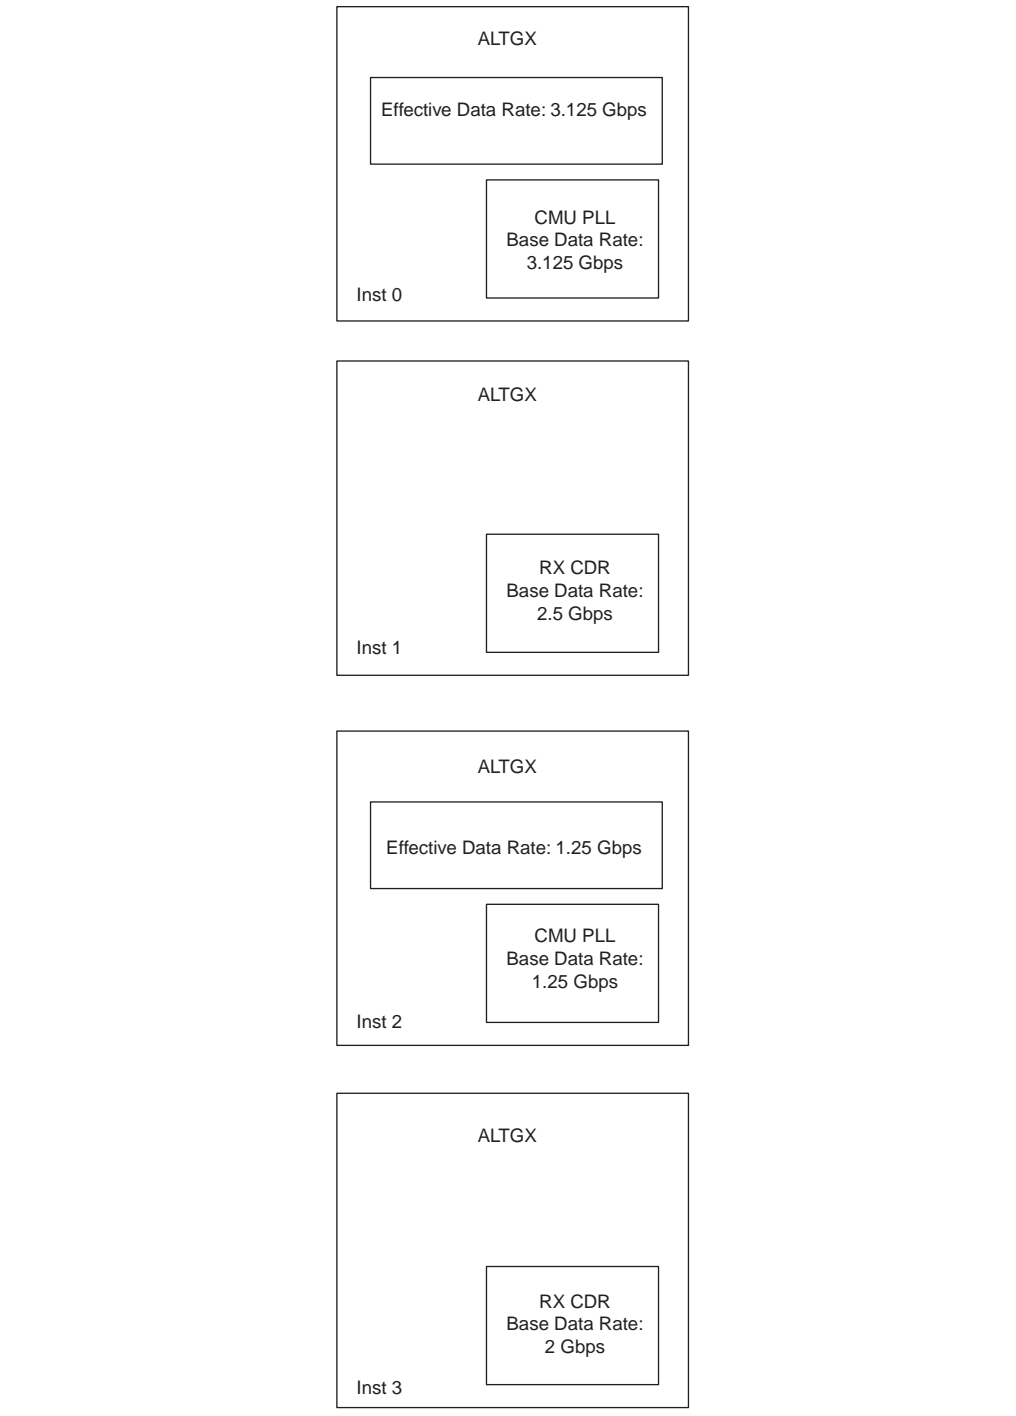 ALTGX
Effective Data Rate: 3.125 Gbps
CMU PLL
Base Data Rate:
3.125 Gbps
Inst 0
ALTGX
RX CDR
Base Data Rate:
2.5 Gbps
Inst 1
ALTGX
Effective Data Rate: 1.25 Gbps
CMU PLL
Base Data Rate:
1.25 Gbps
Inst 2
ALTGX
RX CDR
Base Data Rate:
2 Gbps
Inst 3